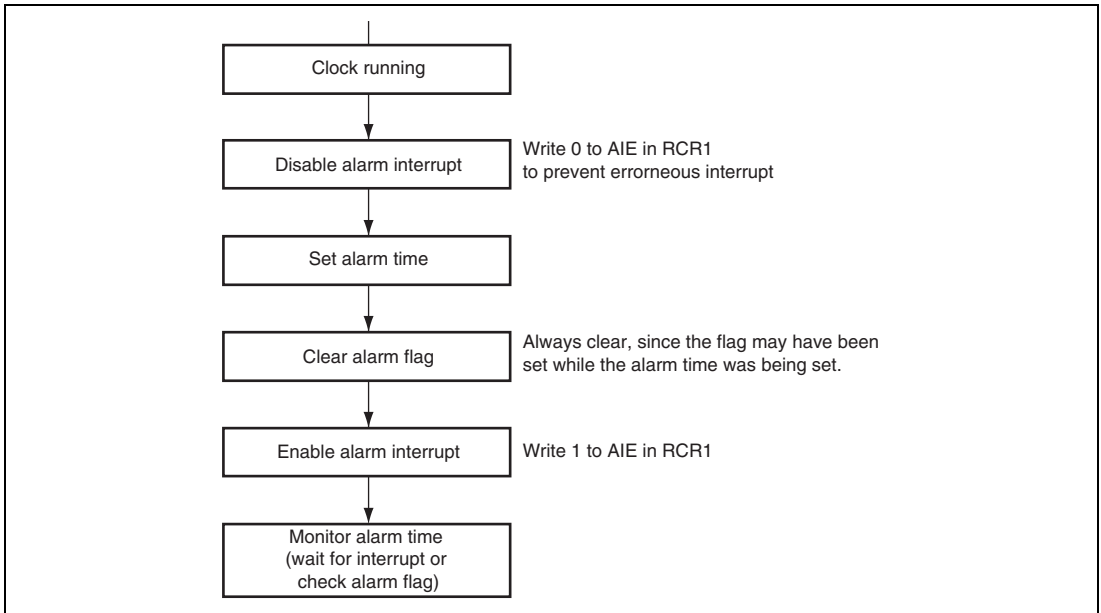 Clock running
Disable alarm interrupt
Write 0 to AIE in RCR1
to prevent errorneous interrupt
Set alarm time
Clear alarm flag
Always clear, since the flag may have been
set while the alarm time was being set.
Enable alarm interrupt
Write 1 to AIE in RCR1
Monitor alarm time
(wait for interrupt or
check alarm flag)